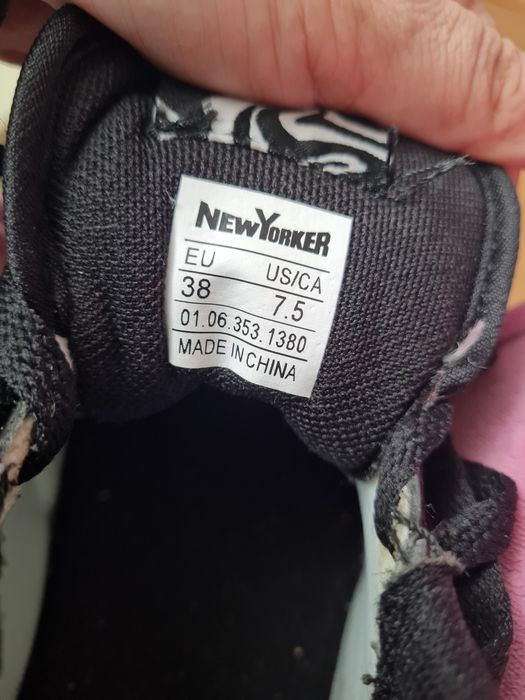 NEWYORKER
EU US/CA
38 7.5
01.06.353.1380
MADE IN CHINA